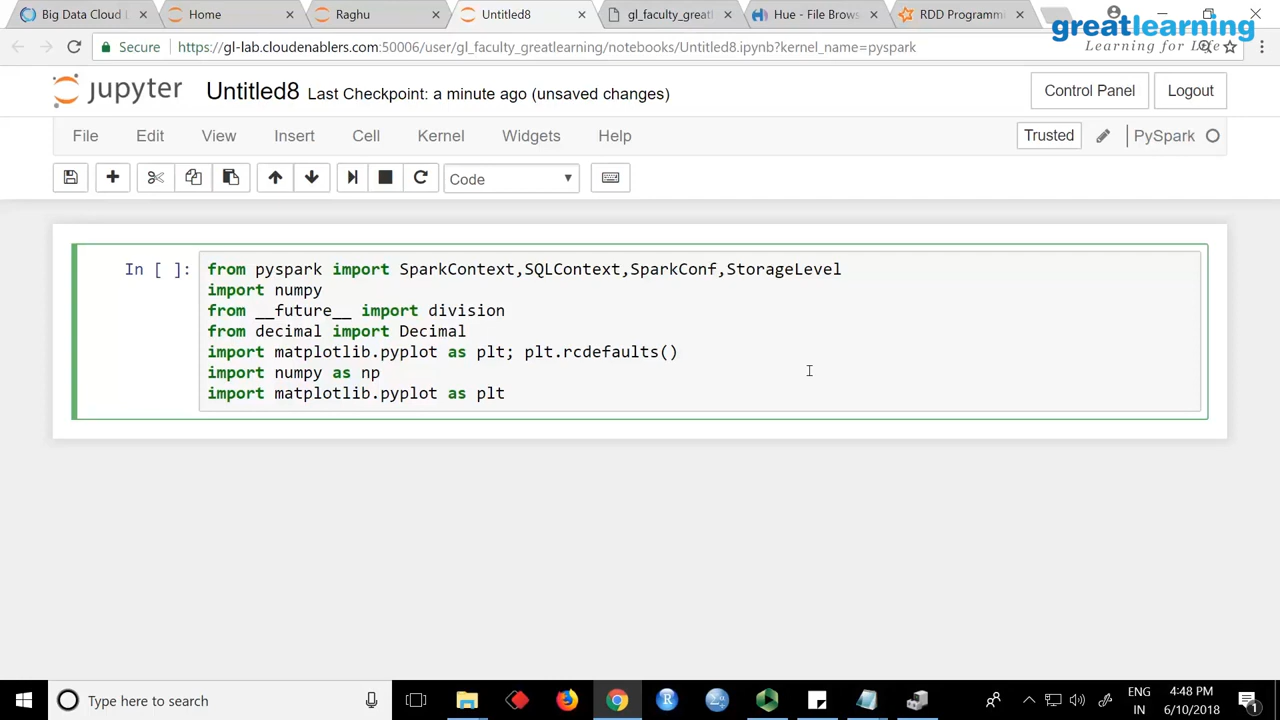 Big Data Cloud L
Home
Raghu
Untitled8
gl_faculty_greatl
Hue - File Brows
RDD Programm
greatlearning
Learning for Life
Secure
https://gl-lab.cloudenablers.com:50006/user/gl_faculty_greatlearning/notebooks/Untitled8.ipynb?kernel_name=pyspark
jupyter
Untitled8 Last Checkpoint: a minute ago (unsaved changes)
Control Panel
Logout
File Edit View Insert Cell Kernel Widgets Help
Trusted
PySpark
Code
In [ ]:
from pyspark import SparkContext,SQLContext,SparkConf,StorageLevel
import numpy
from __future__ import division
from decimal import Decimal
import matplotlib.pyplot as plt; plt.rcdefaults()
import numpy as np
import matplotlib.pyplot as plt
Type here to search
R
ENG
IN
4:48 PM
6/10/2018
1